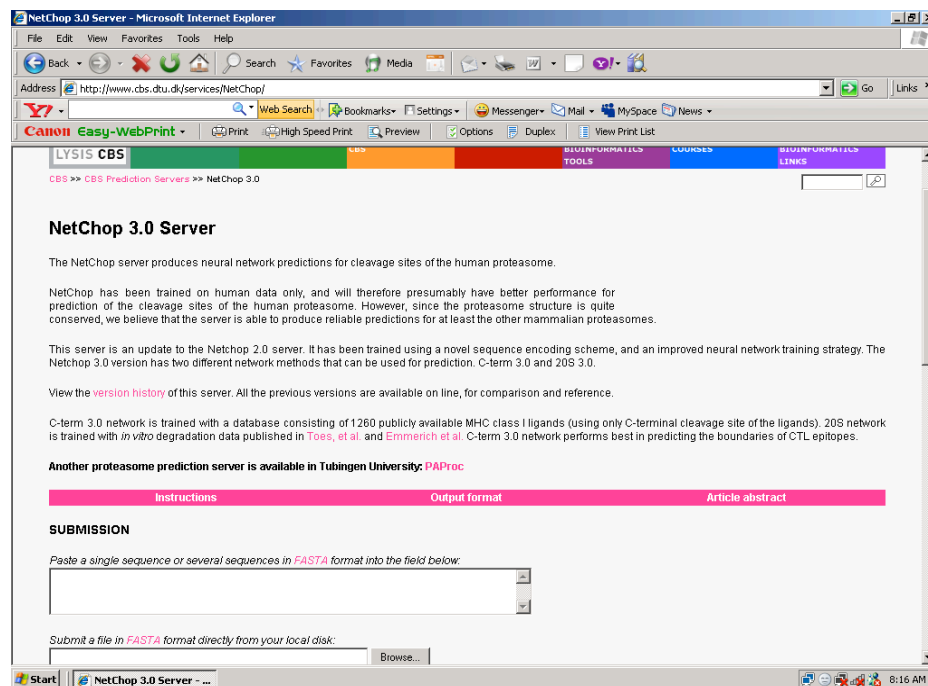 NetChop 3.0 Server - Microsoft Internet Explorer
File Edit View Favorites Tools Help
Back Search Favorites Media
Address http://www.cbs.dtu.dk/services/NetChop/ Go Links
Y! Web Search Bookmarks Settings Messenger Mail MySpace News
Canon Easy-WebPrint Print High Speed Print Preview Options Duplex View Print List
LYSIS CBS CBS BIOINFORMATICS COURSES BIOINFORMATICS
TOOLS LINKS
CBS >> CBS Prediction Servers >> NetChop 3.0
NetChop 3.0 Server
The NetChop server produces neural network predictions for cleavage sites of the human proteasome.
NetChop has been trained on human data only, and will therefore presumably have better performance for
prediction of the cleavage sites of the human proteasome. However, since the proteasome structure is quite
conserved, we believe that the server is able to produce reliable predictions for at least the other mammalian proteasomes.
This server is an update to the Netchop 2.0 server. It has been trained using a novel sequence encoding scheme, and an improved neural network training strategy. The
Netchop 3.0 version has two different network methods that can be used for prediction. C-term 3.0 and 20S 3.0.
View the version history of this server. All the previous versions are available on line, for comparison and reference.
C-term 3.0 network is trained with a database consisting of 1260 publicly available MHC class I ligands (using only C-terminal cleavage site of the ligands). 20S network
is trained with in vitro degradation data published in Toes, et al. and Emmerich et al. C-term 3.0 network performs best in predicting the boundaries of CTL epitopes.
Another proteasome prediction server is available in Tubingen University: PAProc
Instructions Output format Article abstract
SUBMISSION
Paste a single sequence or several sequences in FASTA format into the field below:
Submit a file in FASTA format directly from your local disk:
Browse...
Start NetChop 3.0 Server - ... 8:16 AM